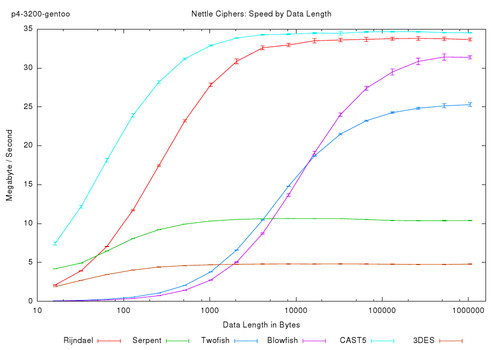 p4-3200-gentoo
Nettle Ciphers: Speed by Data Length
35
30
25
20
15
10
5
0
Megabyte / Second
10
100
1000
10000
100000
1000000
Data Length in Bytes
Rijndael
Serpent
Twofish
Blowfish
CAST5
3DES